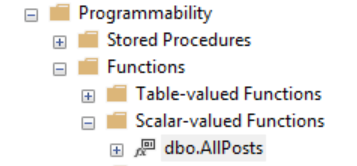 Programmability
Stored Procedures
Functions
Table-valued Functions
Scalar-valued Functions
dbo.AllPosts